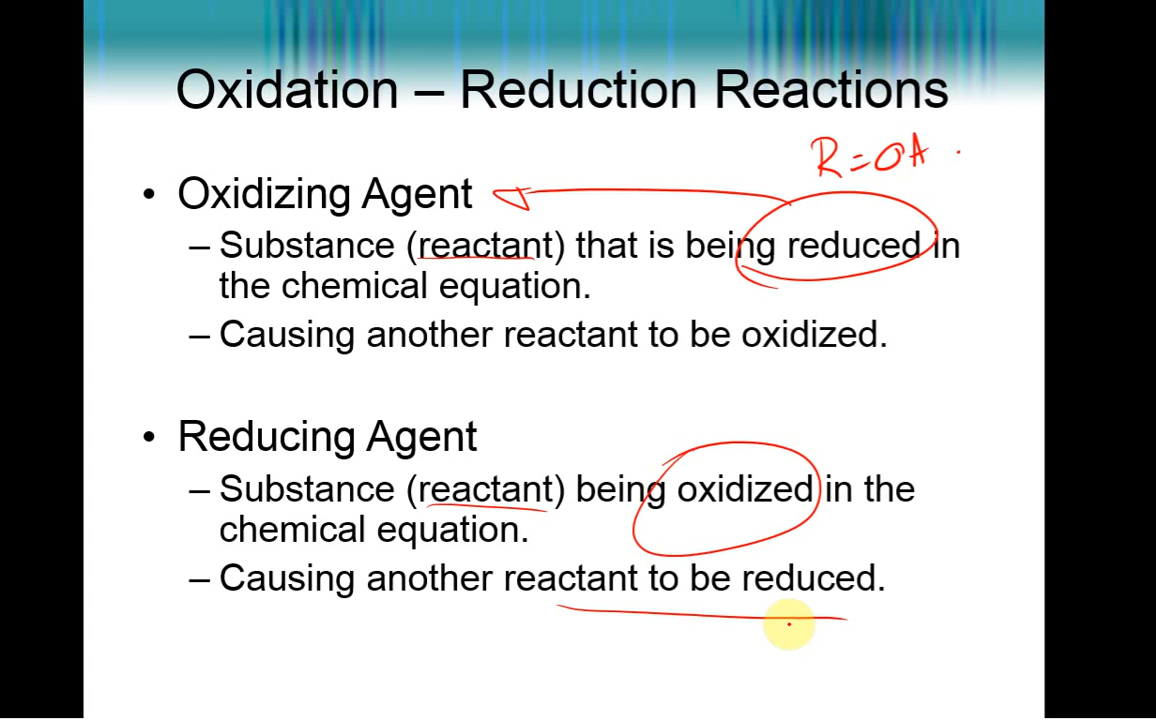 Oxidation – Reduction Reactions
R=OA
• Oxidizing Agent
– Substance (reactant) that is being reduced in
the chemical equation.
– Causing another reactant to be oxidized.
• Reducing Agent
– Substance (reactant) being oxidized in the
chemical equation.
– Causing another reactant to be reduced.